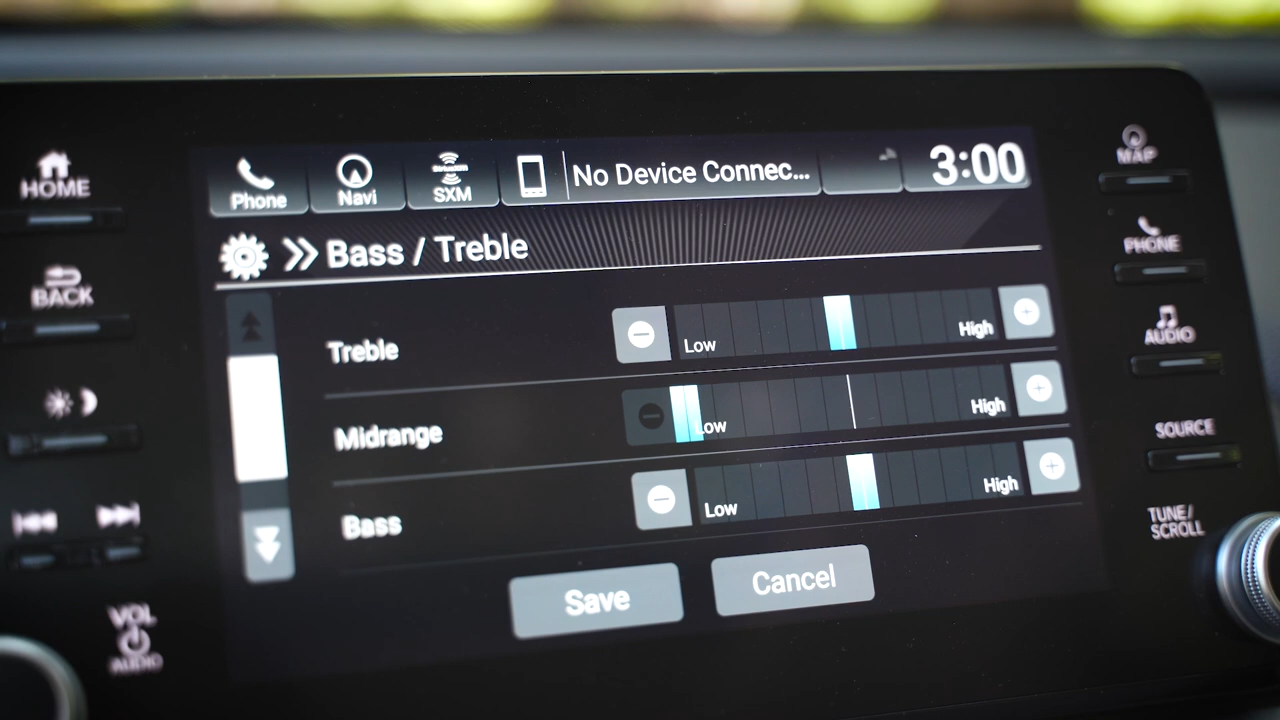 HOME
BACK
VOL
AUDIO
Phone
Navi
SXM
No Device Connec...
3:00
Bass / Treble
Treble
Low
High
Midrange
Low
High
Bass
Low
High
Save
Cancel
MAP
PHONE
AUDIO
SOURCE
TUNE/
SCROLL